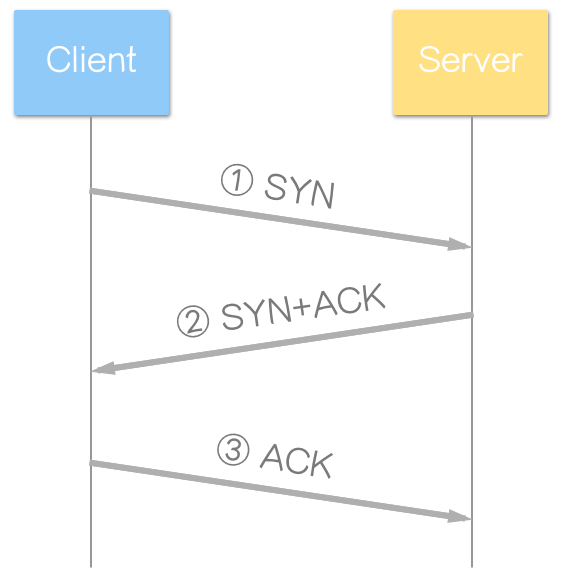 Client
Server
① SYN
② SYN+ACK
③ ACK